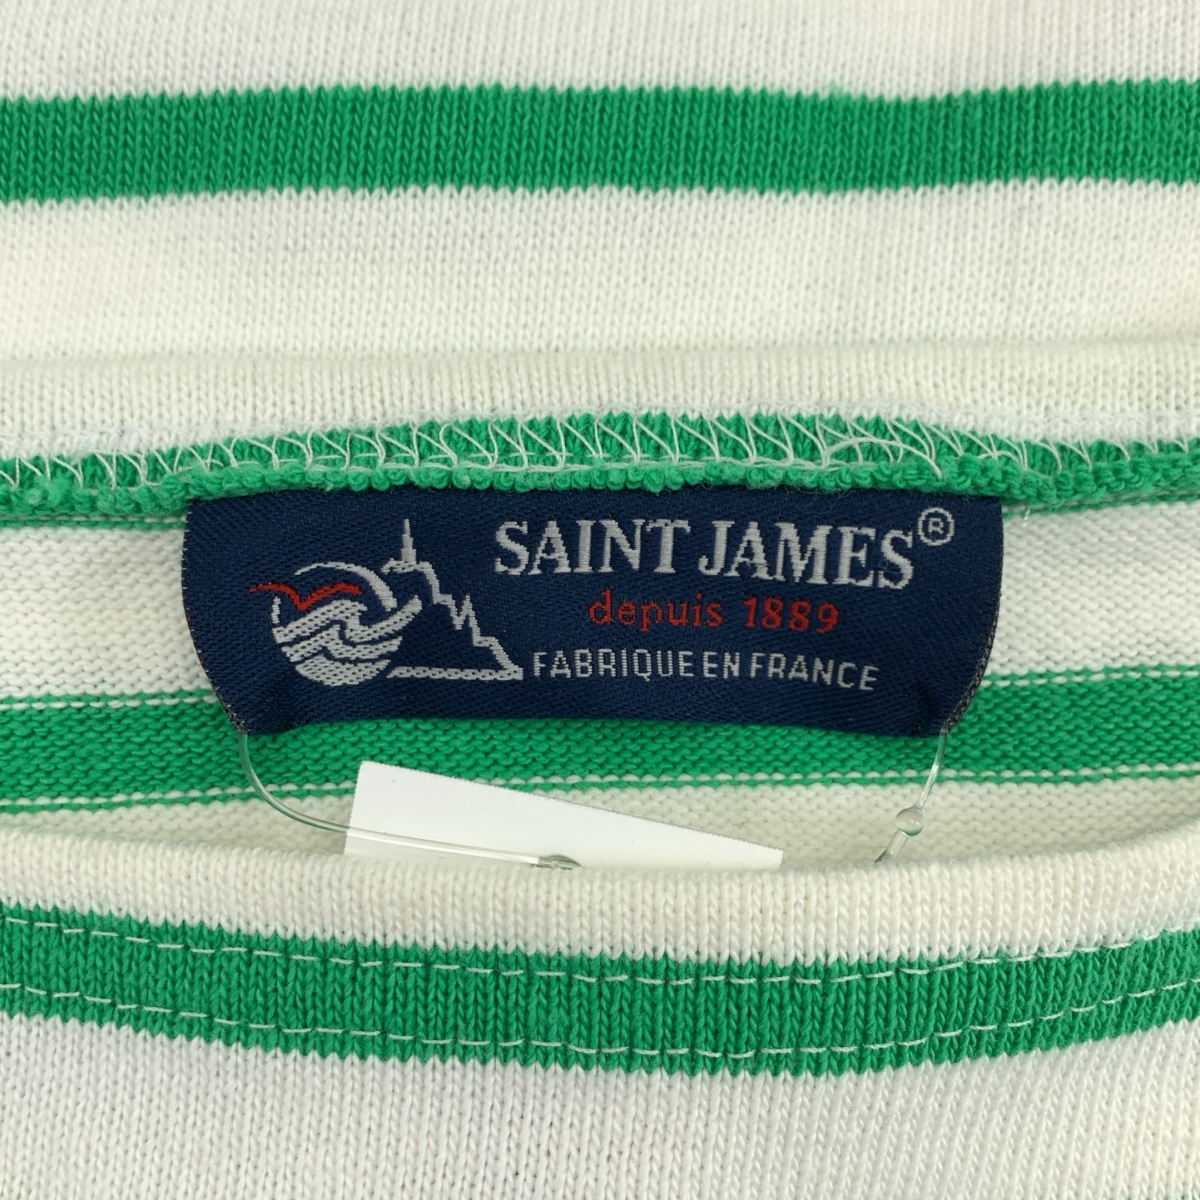 SAINT JAMES®
depuis 1889
FABRIQUE EN FRANCE